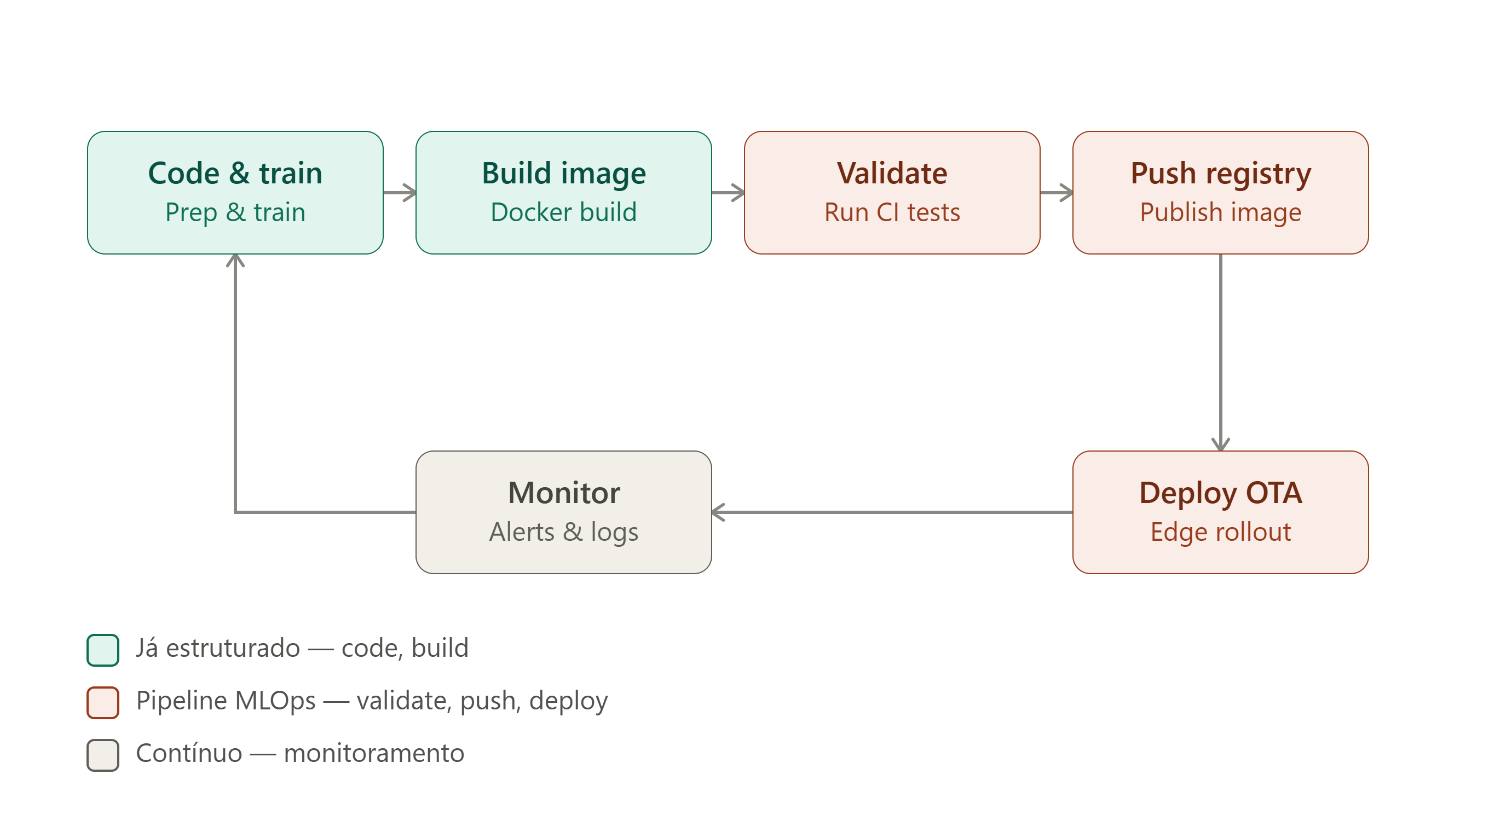 Code & train
Prep & train
Build image
Docker build
Validate
Run CI tests
Push registry
Publish image
Monitor
Alerts & logs
Deploy OTA
Edge rollout
Já estruturado — code, build
Pipeline MLOps — validate, push, deploy
Contínuo — monitoramento